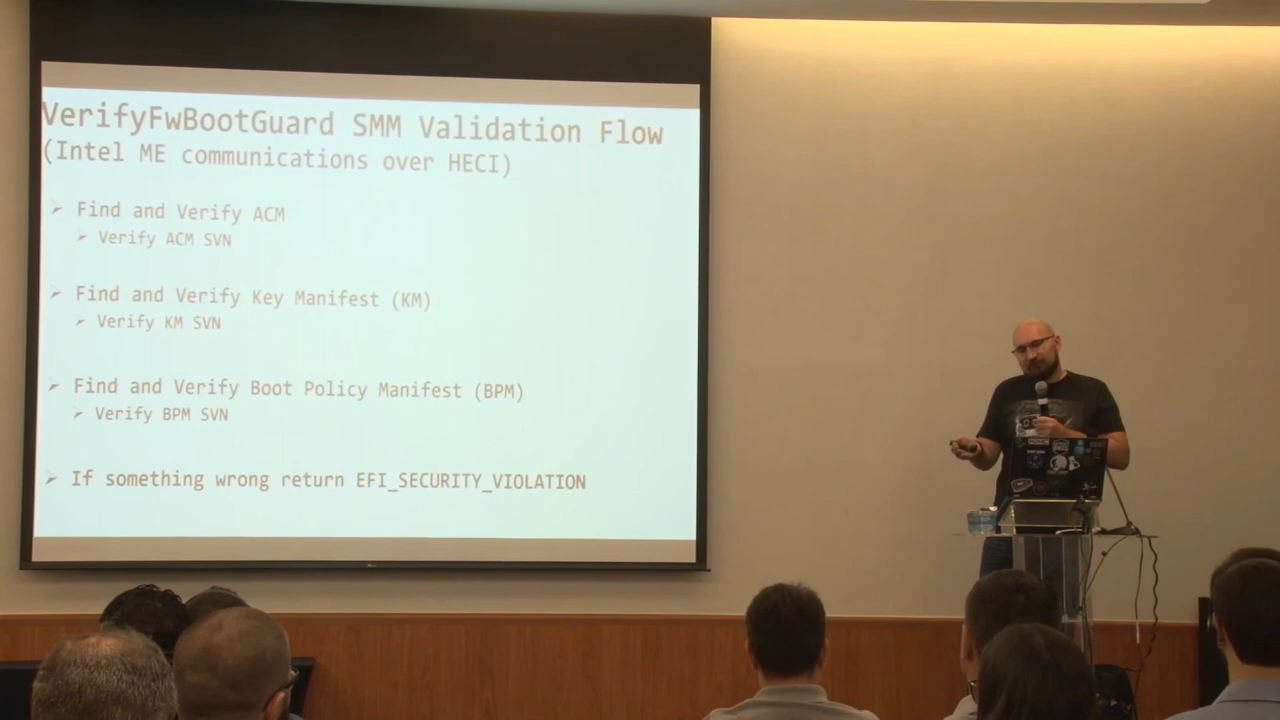 VerifyFwBootGuard SMM Validation Flow
(Intel ME communications over HECI)
➢ Find and Verify ACM
➢ Verify ACM SVN
➢ Find and Verify Key Manifest (KM)
➢ Verify KM SVN
➢ Find and Verify Boot Policy Manifest (BPM)
➢ Verify BPM SVN
➢ If something wrong return EFI_SECURITY_VIOLATION